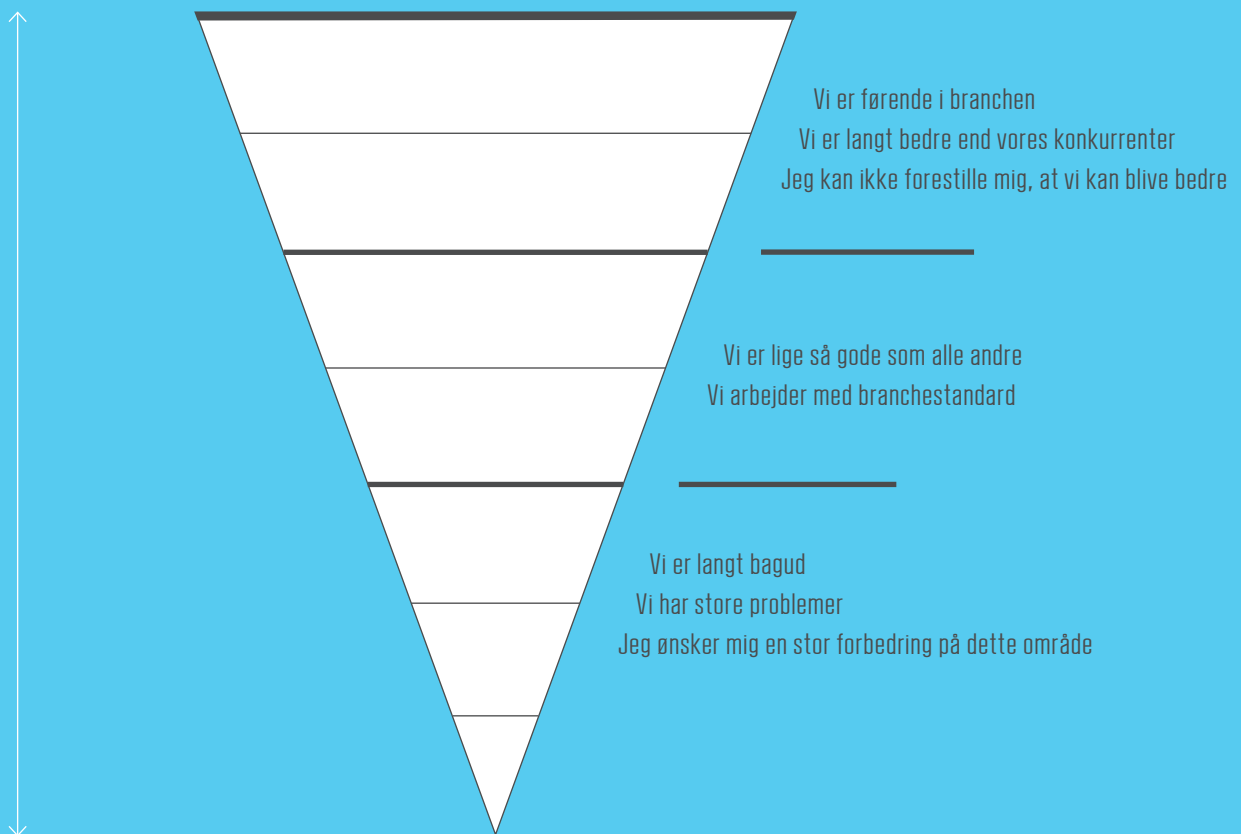 Vi er førende i branchen
Vi er langt bedre end vores konkurrenter
Jeg kan ikke forestille mig, at vi kan blive bedre
Vi er lige så gode som alle andre
Vi arbejder med branchestandard
Vi er langt bagud
Vi har store problemer
Jeg ønsker mig en stor forbedring på dette område